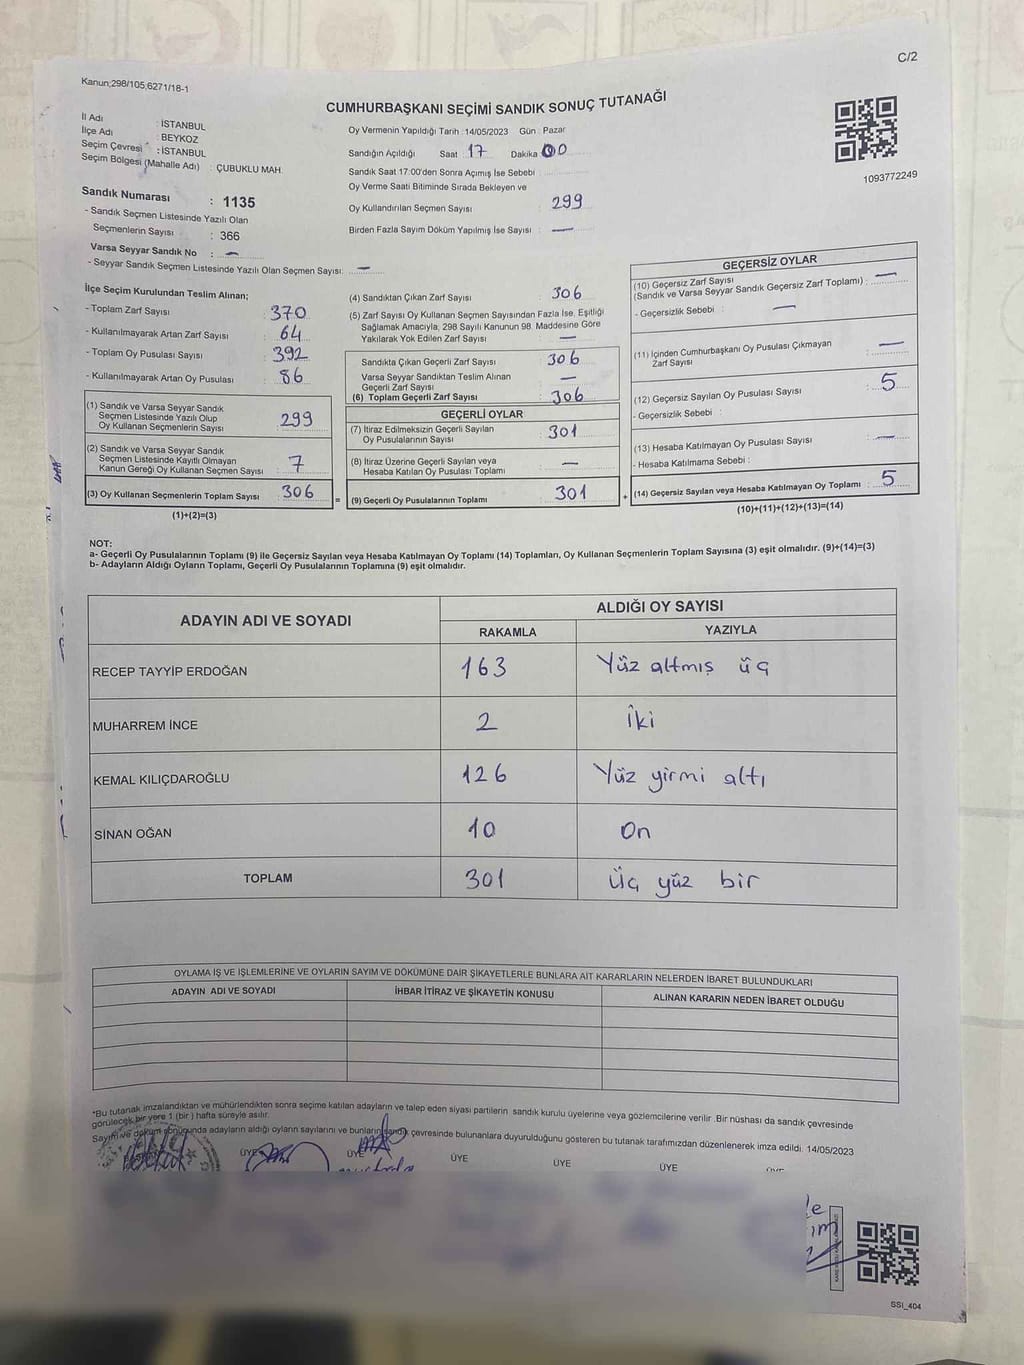 C/2
Kanun;298/105,6271/18-1
CUMHURBAŞKANI SEÇİMİ SANDIK SONUÇ TUTANAĞI
İl Adı : İSTANBUL
İlçe Adı : BEYKOZ
Seçim Çevresi : İSTANBUL
Seçim Bölgesi (Mahalle Adı) : ÇUBUKLU MAH.
Sandık Numarası : 1135
- Sandık Seçmen Listesinde Yazılı Olan
Seçmenlerin Sayısı : 366
Varsa Seyyar Sandık No : —
- Seyyar Sandık Seçmen Listesinde Yazılı Olan Seçmen Sayısı: —
Oy Vermenin Yapıldığı Tarih :14/05/2023 Gün : Pazar
Sandığın Açıldığı Saat 17 Dakika 00
Sandık Saat 17:00'den Sonra Açımış İse Sebebi :
Oy Verme Saati Bitiminde Sırada Bekleyen ve
Oy Kullandırılan Seçmen Sayısı : 299
Birden Fazla Sayım Döküm Yapılmış İse Sayısı : —
1093772249
İlçe Seçim Kurulundan Teslim Alınan;
- Toplam Zarf Sayısı : 370
- Kullanılmayarak Artan Zarf Sayısı : 64
- Toplam Oy Pusulası Sayısı : 392
- Kullanılmayarak Artan Oy Pusulası : 86
(1) Sandık ve Varsa Seyyar Sandık
Seçmen Listesinde Yazılı Olup
Oy Kullanan Seçmenlerin Sayısı : 299
(2) Sandık ve Varsa Seyyar Sandık
Seçmen Listesinde Kayıtlı Olmayan
Kanun Gereği Oy Kullanan Seçmen Sayısı : 7
(3) Oy Kullanan Seçmenlerin Toplam Sayısı : 306
(1)+(2)=(3)
(4) Sandıktan Çıkan Zarf Sayısı : 306
(5) Zarf Sayısı Oy Kullanan Seçmen Sayısından Fazla İse, Eşitliği
Sağlamak Amacıyla, 298 Sayılı Kanunun 98. Maddesine Göre
Yakılarak Yok Edilen Zarf Sayısı : —
Sandıkta Çıkan Geçerli Zarf Sayısı : 306
Varsa Seyyar Sandıktan Teslim Alınan
Geçerli Zarf Sayısı : —
(6) Toplam Geçerli Zarf Sayısı : 306
GEÇERLİ OYLAR
(7) İtiraz Edilmeksizin Geçerli Sayılan
Oy Pusulalarının Sayısı : 301
(8) İtiraz Üzerine Geçerli Sayılan veya
Hesaba Katılan Oy Pusulası Toplamı : —
= (9) Geçerli Oy Pusulalarının Toplamı : 301 +
GEÇERSİZ OYLAR
(10) Geçersiz Zarf Sayısı
(Sandık ve Varsa Seyyar Sandık Geçersiz Zarf Toplamı) : —
- Geçersizlik Sebebi : —
(11) İçinden Cumhurbaşkanı Oy Pusulası Çıkmayan
Zarf Sayısı : —
(12) Geçersiz Sayılan Oy Pusulası Sayısı : 5
- Geçersizlik Sebebi :
(13) Hesaba Katılmayan Oy Pusulası Sayısı : —
- Hesaba Katılmama Sebebi :
(14) Geçersiz Sayılan veya Hesaba Katılmayan Oy Toplamı : 5
(10)+(11)+(12)+(13)=(14)
NOT:
a- Geçerli Oy Pusulalarının Toplamı (9) ile Geçersiz Sayılan veya Hesaba Katılmayan Oy Toplamı (14) Toplamları, Oy Kullanan Seçmenlerin Toplam Sayısına (3) eşit olmalıdır. (9)+(14)=(3)
b- Adayların Aldığı Oyların Toplamı, Geçerli Oy Pusulalarının Toplamına (9) eşit olmalıdır.
ADAYIN ADI VE SOYADI ALDIĞI OY SAYISI
RAKAMLA YAZIYLA
RECEP TAYYİP ERDOĞAN 163 Yüz altmış üç
MUHARREM İNCE 2 İki
KEMAL KILIÇDAROĞLU 126 Yüz yirmi altı
SİNAN OĞAN 10 On
TOPLAM 301 Üç yüz bir
OYLAMA İŞ VE İŞLEMLERİNE VE OYLARIN SAYIM VE DÖKÜMÜNE DAİR ŞİKAYETLERLE BUNLARA AİT KARARLARIN NELERDEN İBARET BULUNDUKLARI
ADAYIN ADI VE SOYADI İHBAR İTİRAZ VE ŞİKAYETİN KONUSU ALINAN KARARIN NEDEN İBARET OLDUĞU
*Bu tutanak imzalandıktan ve mühürlendikten sonra seçime katılan adayların ve talep eden siyasi partilerin sandık kurulu üyelerine veya gözlemcilerine verilir. Bir nüshası da sandık çevresinde
görülecek bir yere 1 (bir ) hafta süreyle asılır.
Sayım ve döküm sonunda adayların aldığı oyların sayılarını ve bunların sandık çevresinde bulunanlara duyurulduğunu gösteren bu tutanak tarafımızdan düzenlenerek imza edildi. 14/05/2023
ÜYE ÜYE ÜYE ÜYE ÜYE
SSI_404